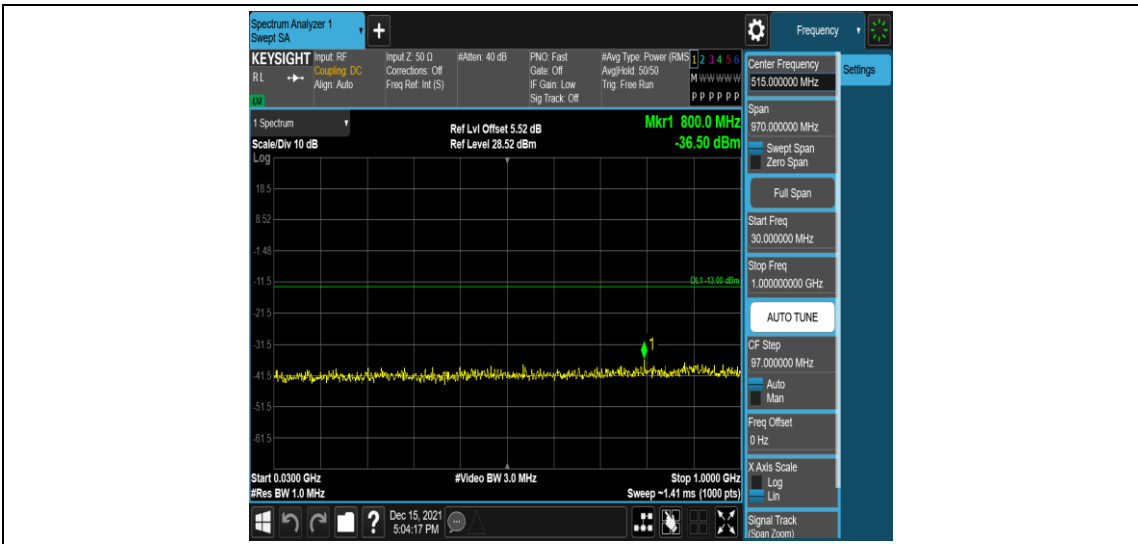 Spectrum Analyzer 1
Swept SA
+
Frequency
KEYSIGHT
Input: RF
Input Z: 50 Ω
#Atten: 40 dB
PNO: Fast
#Avg Type: Power (RMS
1 2 3 4 5 6
RL
Coupling: DC
Corrections: Off
Gate: Off
Avg|Hold: 50/50
M W W W W W
Align: Auto
Freq Ref: Int (S)
IF Gain: Low
Trig: Free Run
Sig Track: Off
P P P P P P
LXI
Center Frequency
515.000000 MHz
Settings
1 Spectrum
Ref Lvl Offset 5.52 dB
Mkr1 800.0 MHz
Scale/Div 10 dB
Ref Level 28.52 dBm
-36.50 dBm
Log
18.5
8.52
-1.48
-11.5
DL1 -13.00 dBm
-21.5
-31.5
1
-41.5
-51.5
-61.5
Start 0.0300 GHz
#Video BW 3.0 MHz
Stop 1.0000 GHz
#Res BW 1.0 MHz
Sweep ~1.41 ms (1000 pts)
Span
970.000000 MHz
Swept Span
Zero Span
Full Span
Start Freq
30.000000 MHz
Stop Freq
1.000000000 GHz
AUTO TUNE
CF Step
97.000000 MHz
Auto
Man
Freq Offset
0 Hz
X Axis Scale
Log
Lin
Signal Track
(Span Zoom)
?
Dec 15, 2021
5:04:17 PM